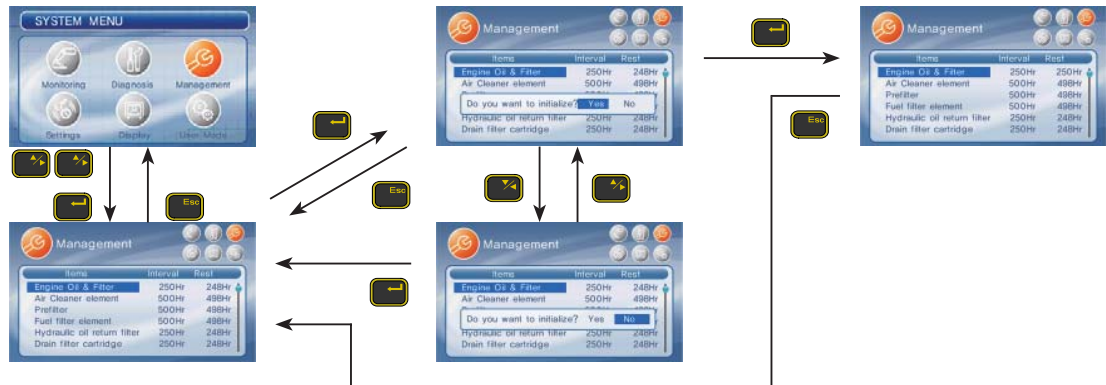 SYSTEM MENU
Monitoring Diagnosis Management
Settings Display User Mode
Esc
Management
Items Interval Rest
Engine Oil & Filter 250Hr 248Hr
Air Cleaner element 500Hr 498Hr
Prefilter 500Hr 498Hr
Fuel filter element 500Hr 498Hr
Hydraulic oil return filter 250Hr 248Hr
Drain filter cartridge 250Hr 248Hr
Esc
Management
Items Interval Rest
Engine Oil & Filter 250Hr 248Hr
Air Cleaner element 500Hr 498Hr
Do you want to initialize? Yes No
Hydraulic oil return filter 250Hr 248Hr
Drain filter cartridge 250Hr 248Hr
Management
Items Interval Rest
Engine Oil & Filter 250Hr 248Hr
Air Cleaner element 500Hr 498Hr
Do you want to initialize? Yes No
Hydraulic oil return filter 250Hr 248Hr
Drain filter cartridge 250Hr 248Hr
Esc
Management
Items Interval Rest
Engine Oil & Filter 250Hr 250Hr
Air Cleaner element 500Hr 498Hr
Prefilter 500Hr 498Hr
Fuel filter element 500Hr 498Hr
Hydraulic oil return filter 250Hr 248Hr
Drain filter cartridge 250Hr 248Hr